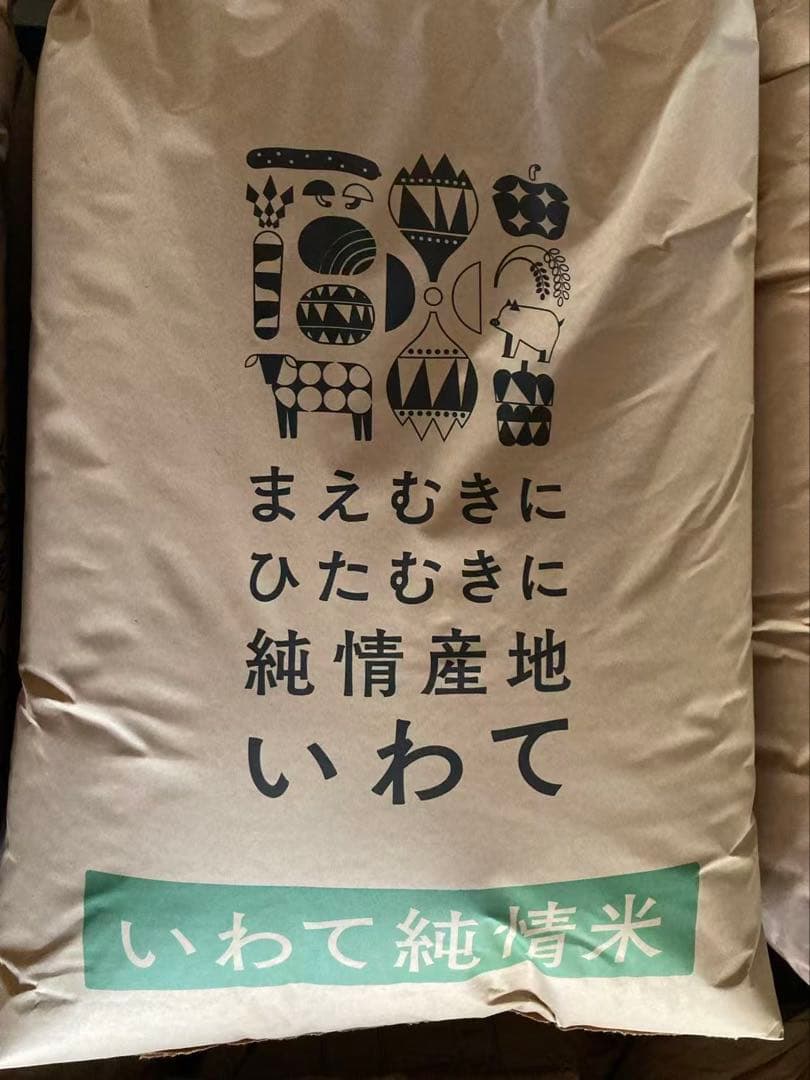 まえむきに
ひたむきに
純情産地
いわて
いわて純情米